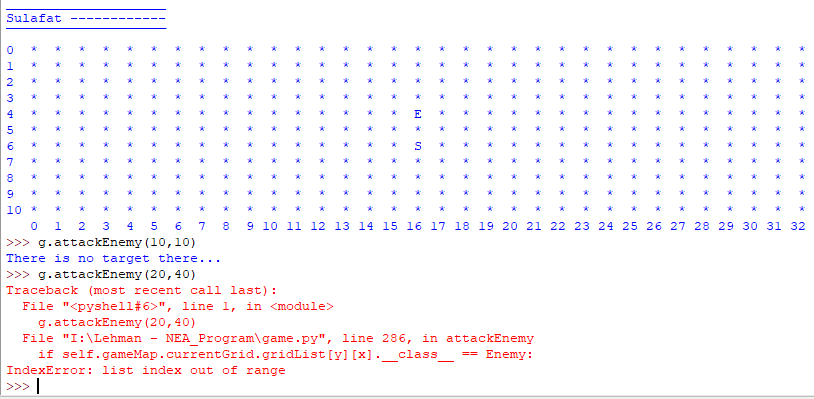 Sulafat ------------
0 * * * * * * * * * * * * * * * * * * * * * * * * * * * * * * * * *
1 * * * * * * * * * * * * * * * * * * * * * * * * * * * * * * * * *
2 * * * * * * * * * * * * * * * * * * * * * * * * * * * * * * * * *
3 * * * * * * * * * * * * * * * * * * * * * * * * * * * * * * * * *
4 * * * * * * * * * * * * * * * * E * * * * * * * * * * * * * * * *
5 * * * * * * * * * * * * * * * * * * * * * * * * * * * * * * * * *
6 * * * * * * * * * * * * * * * * S * * * * * * * * * * * * * * * *
7 * * * * * * * * * * * * * * * * * * * * * * * * * * * * * * * * *
8 * * * * * * * * * * * * * * * * * * * * * * * * * * * * * * * * *
9 * * * * * * * * * * * * * * * * * * * * * * * * * * * * * * * * *
10 * * * * * * * * * * * * * * * * * * * * * * * * * * * * * * * * *
0 1 2 3 4 5 6 7 8 9 10 11 12 13 14 15 16 17 18 19 20 21 22 23 24 25 26 27 28 29 30 31 32
>>> g.attackEnemy(10,10)
There is no target there...
>>> g.attackEnemy(20,40)
Traceback (most recent call last):
  File "<pyshell#6>", line 1, in <module>
    g.attackEnemy(20,40)
  File "I:\Lehman - NEA_Program\game.py", line 286, in attackEnemy
    if self.gameMap.currentGrid.gridList[y][x].__class__ == Enemy:
IndexError: list index out of range
>>>